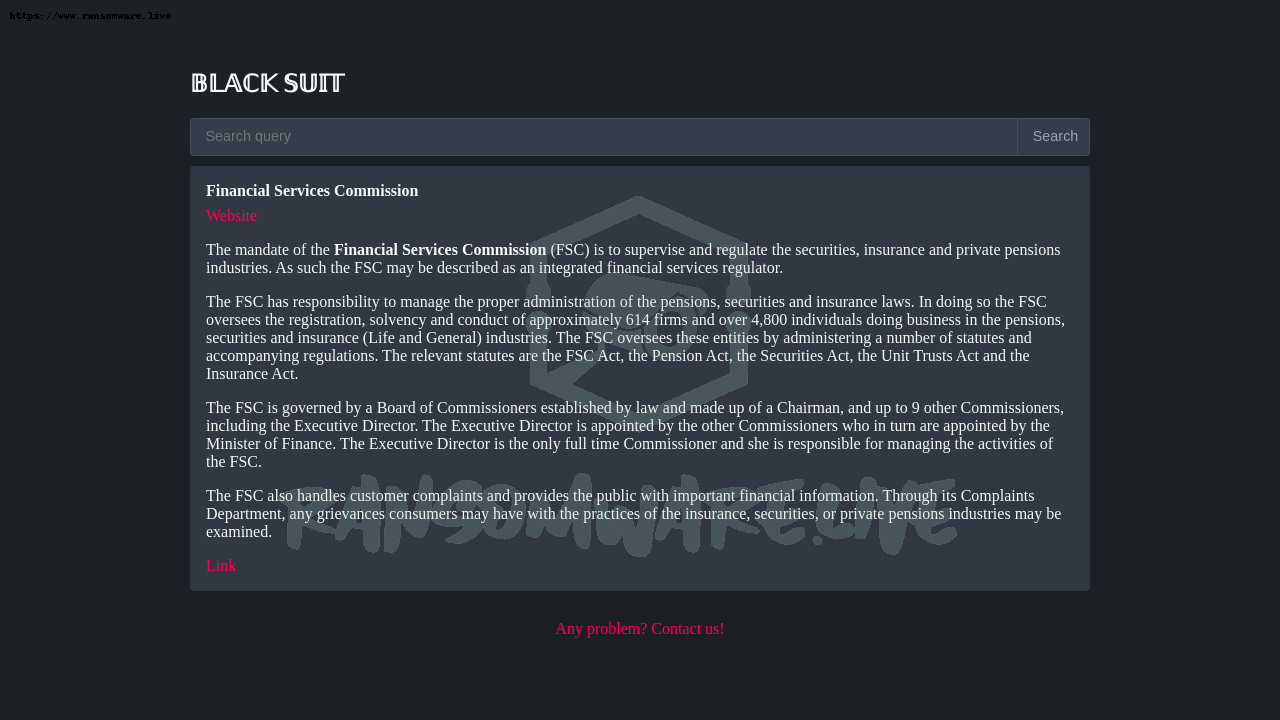 https://www.ransomware.live
BLACK SUIT
Search query
Search
Financial Services Commission
Website
The mandate of the Financial Services Commission (FSC) is to supervise and regulate the securities, insurance and private pensions
industries. As such the FSC may be described as an integrated financial services regulator.
The FSC has responsibility to manage the proper administration of the pensions, securities and insurance laws. In doing so the FSC
oversees the registration, solvency and conduct of approximately 614 firms and over 4,800 individuals doing business in the pensions,
securities and insurance (Life and General) industries. The FSC oversees these entities by administering a number of statutes and
accompanying regulations. The relevant statutes are the FSC Act, the Pension Act, the Securities Act, the Unit Trusts Act and the
Insurance Act.
The FSC is governed by a Board of Commissioners established by law and made up of a Chairman, and up to 9 other Commissioners,
including the Executive Director. The Executive Director is appointed by the other Commissioners who in turn are appointed by the
Minister of Finance. The Executive Director is the only full time Commissioner and she is responsible for managing the activities of
the FSC.
The FSC also handles customer complaints and provides the public with important financial information. Through its Complaints
Department, any grievances consumers may have with the practices of the insurance, securities, or private pensions industries may be
examined.
RANSOMWARE.LIVE
Link
Any problem? Contact us!